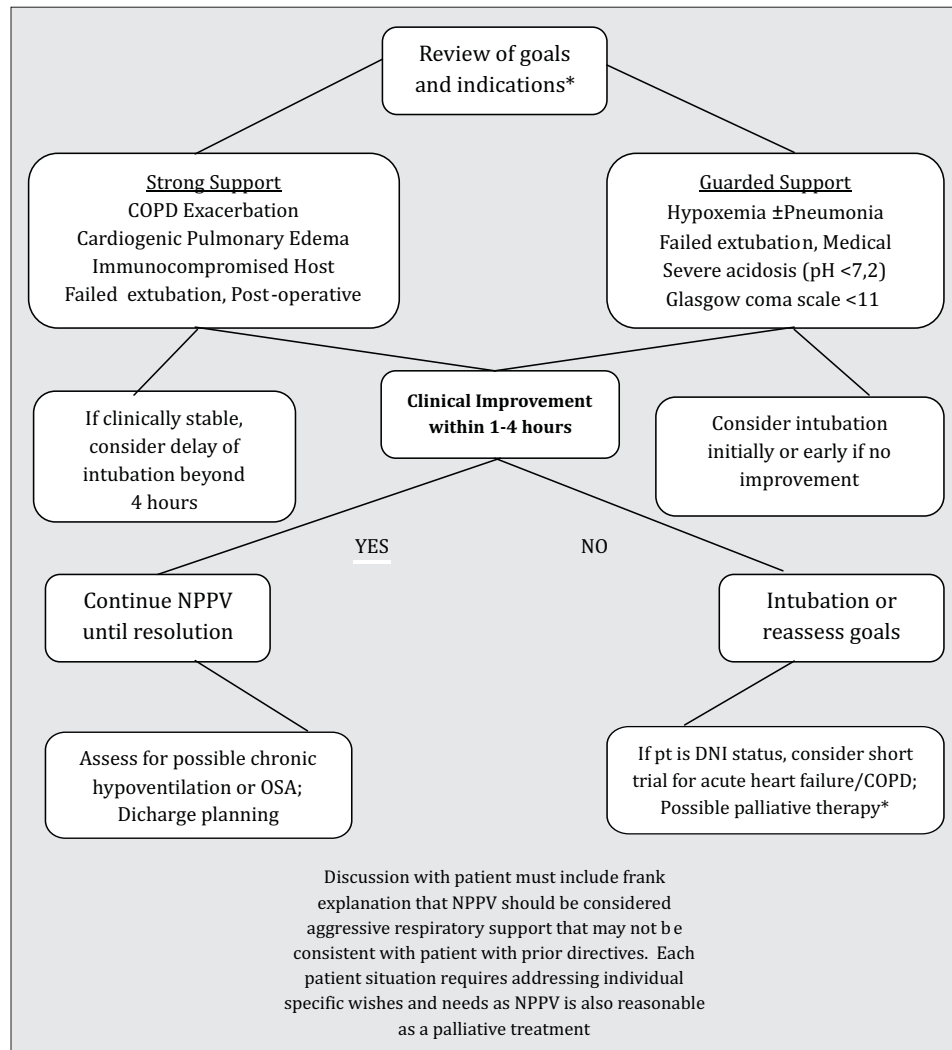 Review of goals
and indications*
Strong Support
COPD Exacerbation
Cardiogenic Pulmonary Edema
Immunocompromised Host
Failed extubation, Post-operative
Guarded Support
Hypoxemia ±Pneumonia
Failed extubation, Medical
Severe acidosis (pH <7,2)
Glasgow coma scale <11
If clinically stable,
consider delay of
intubation beyond
4 hours
Clinical Improvement
within 1-4 hours
Consider intubation
initially or early if no
improvement
YES
NO
Continue NPPV
until resolution
Intubation or
reassess goals
Assess for possible chronic
hypoventilation or OSA;
Dicharge planning
If pt is DNI status, consider short
trial for acute heart failure/COPD;
Possible palliative therapy*
Discussion with patient must include frank
explanation that NPPV should be considered
aggressive respiratory support that may not be
consistent with patient with prior directives. Each
patient situation requires addressing individual
specific wishes and needs as NPPV is also reasonable
as a palliative treatment